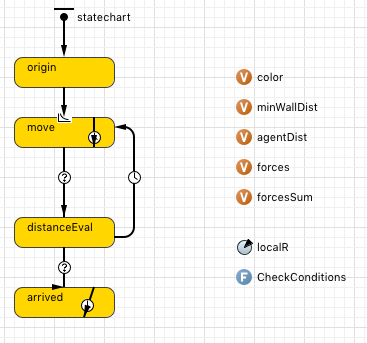 statechart
origin
move
distanceEval
arrived
V color
V minWallDist
V agentDist
V forces
V forcesSum
localR
F CheckConditions
?
?